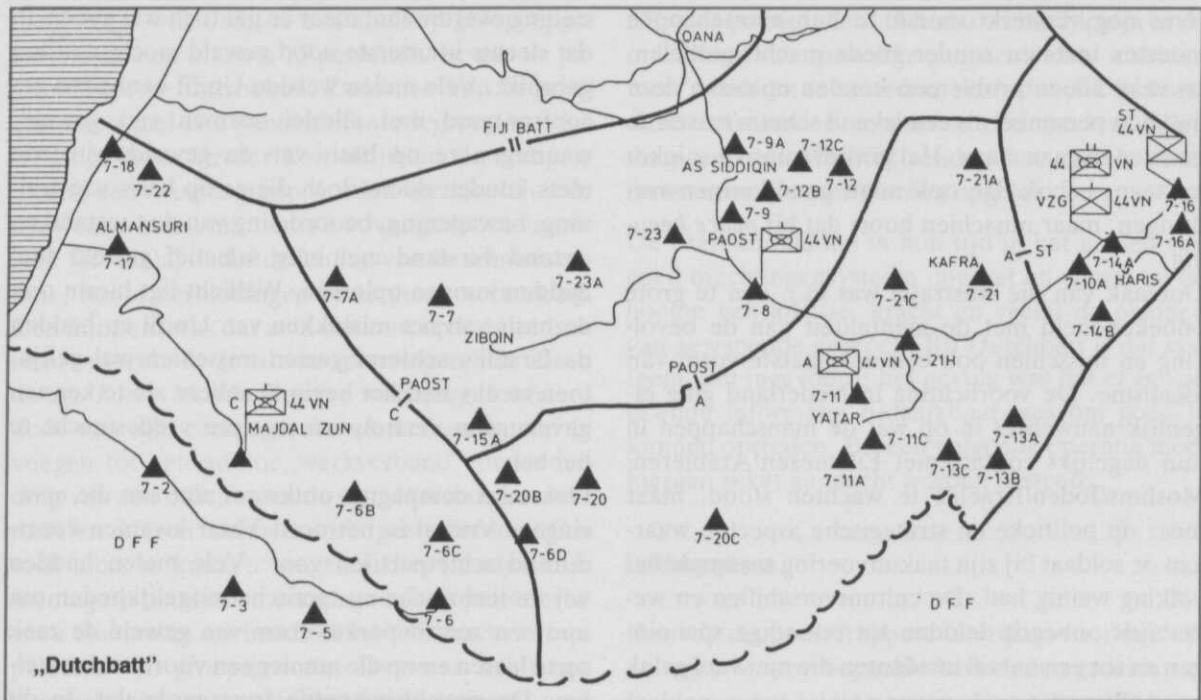 QANA
FIJI BATT
7-18
7-22
ALMANSURI
7-17
7-7A
7-7
7-23A
ZIBQIN
7-23
7-9A
7-12C
AS SIDDIQIN
7-12
7-12B
7-9
PAOST
44VN
7-8
7-21A
ST
44VN
44
VN
VZG
44VN
7-16
7-16A
A
ST
7-14A
7-10A
HARIS
KAFRA
7-21
7-21C
7-14B
7-21H
PAOST
A
44VN
7-11
YATAR
7-11C
7-11A
7-13A
7-13C
7-13B
PAOST
C
C
44VN
MAJDAL ZUN
7-15A
7-2
7-1
7-6B
7-20B
7-20
7-6C
7-6D
7-20C
7-3
7-5
7-6
DFF
„Dutchbatt”